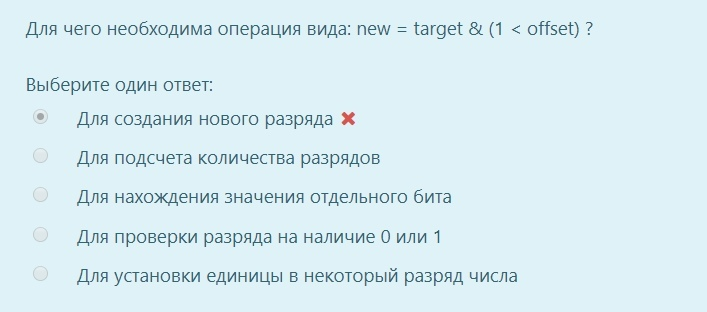 Для чего необходима операция вида: new = target & (1 < offset) ?
Выберите один ответ:
Для создания нового разряда
Для подсчета количества разрядов
Для нахождения значения отдельного бита
Для проверки разряда на наличие 0 или 1
Для установки единицы в некоторый разряд числа